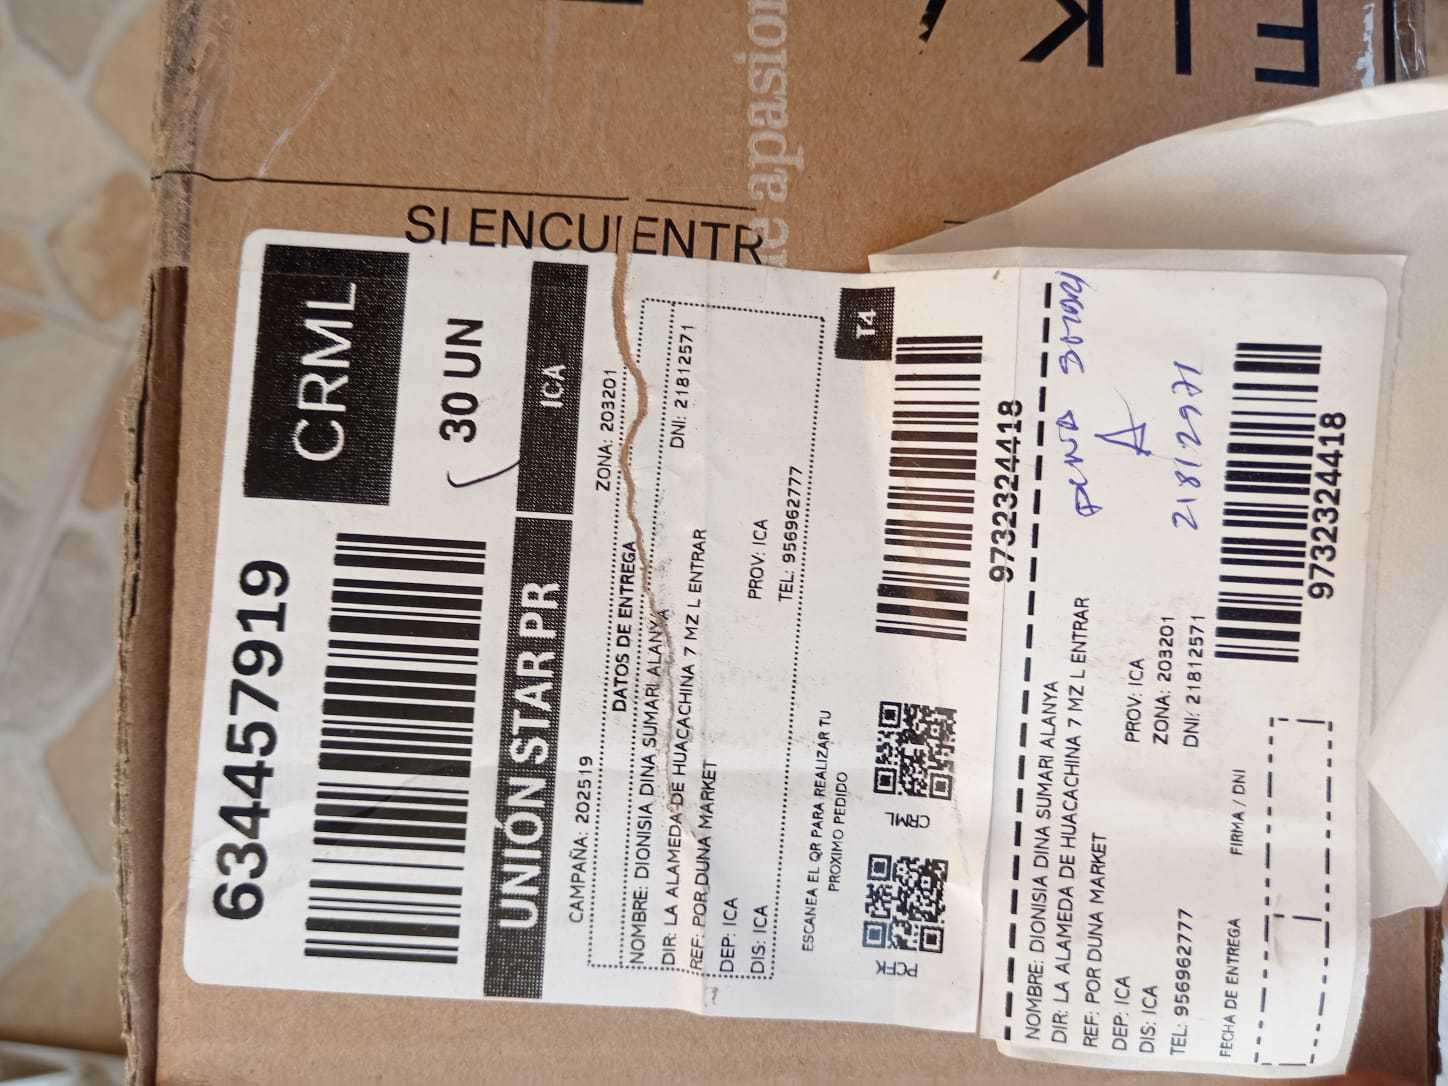 FIK
de apasion
SI ENCUENTR
6344457919
CRML
30 UN
UNIÓN STAR PR
ICA
CAMPAÑA: 202519
ZONA: 203201
DATOS DE ENTREGA
NOMBRE: DIONISIA DINA SUMARI ALANYA
DIR: LA ALAMEDA DE HUACACHINA 7 MZ L ENTRAR
REF: POR DUNA MARKET
DNI: 21812571
DEP: ICA
PROV: ICA
DIS: ICA
TEL: 956962777
ESCANEA EL QR PARA REALIZAR TU
PROXIMO PEDIDO
T4
PCFK
CRML
9732324418
NOMBRE: DIONISIA DINA SUMARI ALANYA
DIR: LA ALAMEDA DE HUACACHINA 7 MZ L ENTRAR
REF: POR DUNA MARKET
DEP: ICA
PROV: ICA
DIS: ICA
ZONA: 203201
TEL: 956962777
DNI: 21812571
FECHA DE ENTREGA
FIRMA / DNI
21812971
9732324418